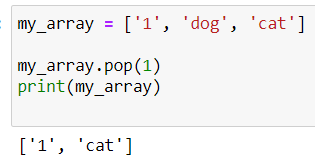 my_array = ['1', 'dog', 'cat']
my_array.pop(1)
print(my_array)
['1', 'cat']